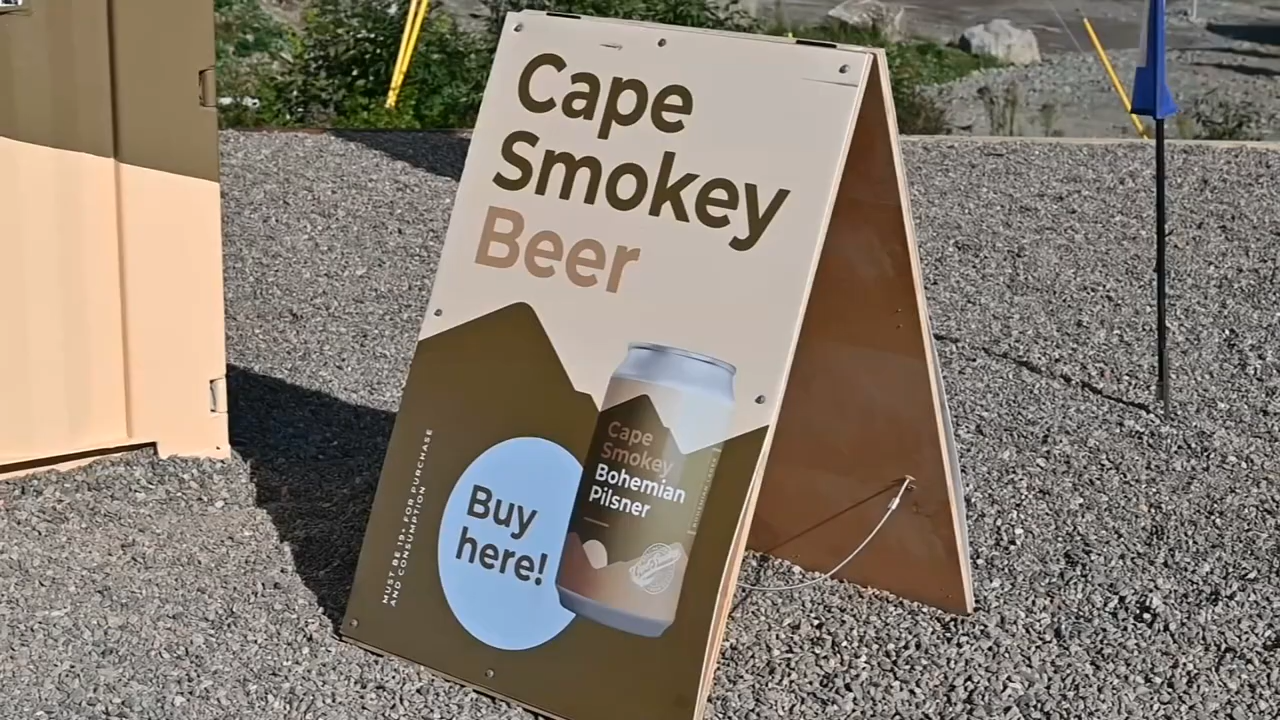 Cape
Smokey
Beer
Cape
Smokey
Bohemian
Pilsner
Buy
here!
MUST BE 19+ FOR PURCHASE
AND CONSUMPTION